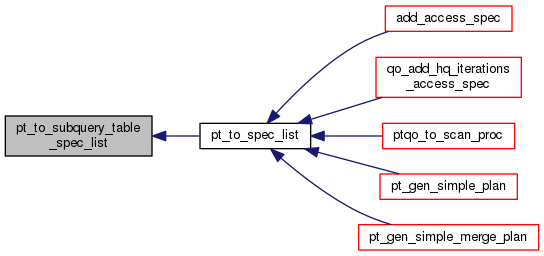 pt_to_subquery_table
_spec_list
pt_to_spec_list
add_access_spec
qo_add_hq_iterations
_access_spec
ptqo_to_scan_proc
pt_gen_simple_plan
pt_gen_simple_merge_plan